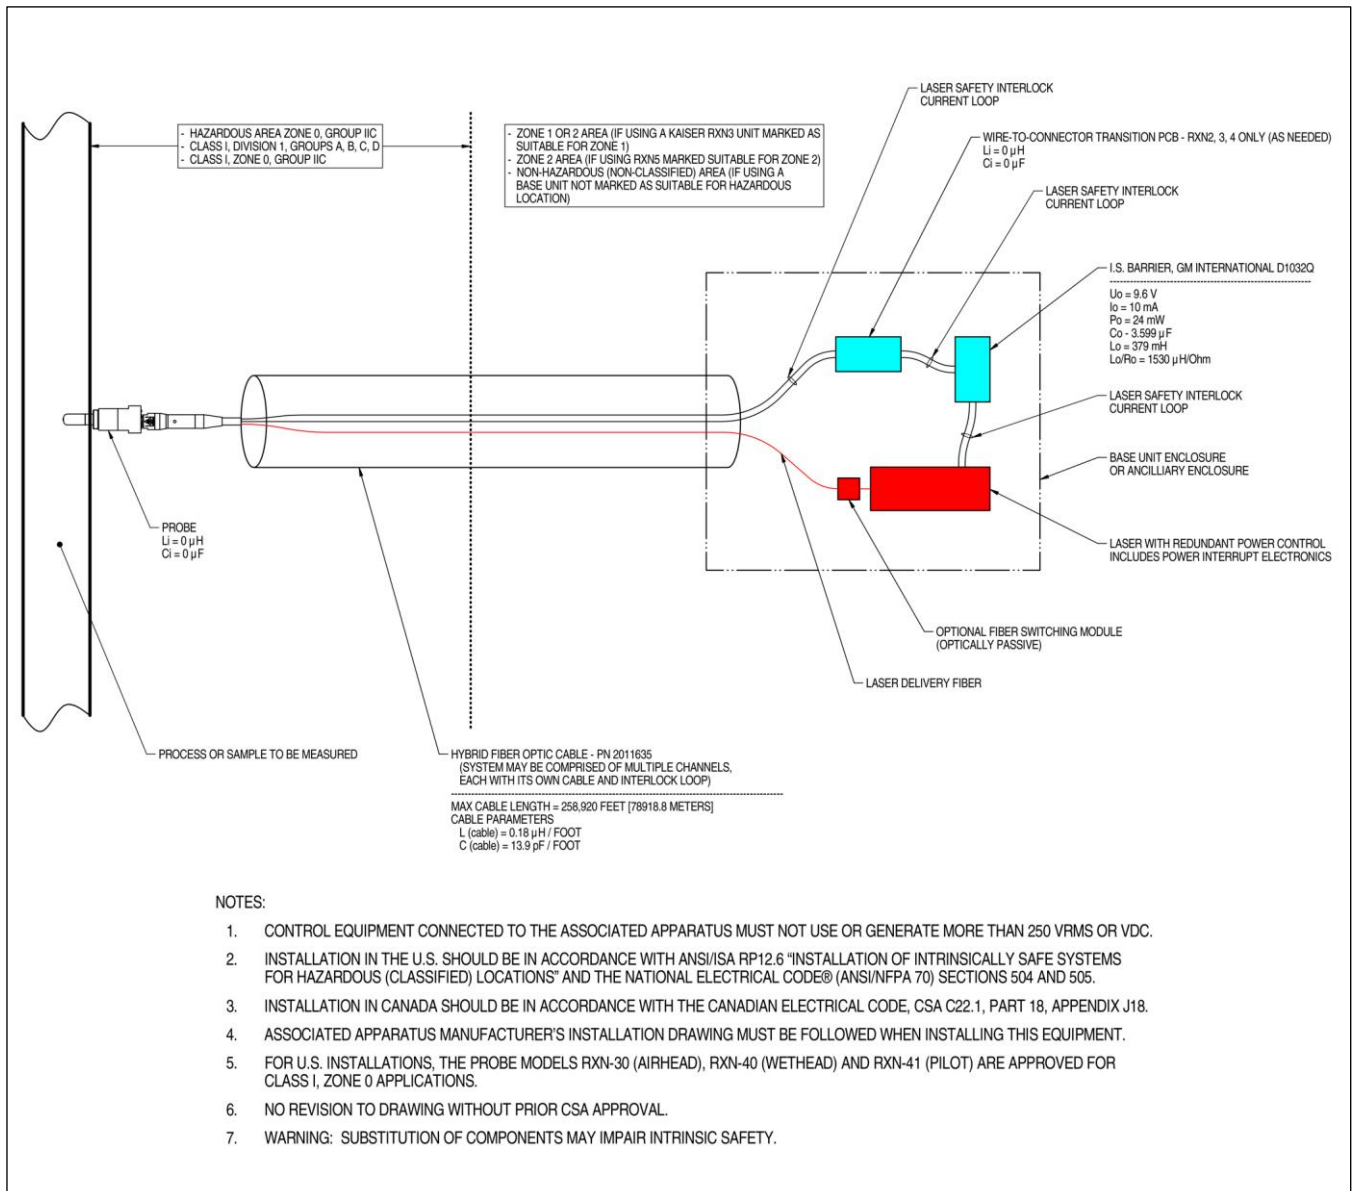 - HAZARDOUS AREA ZONE 0, GROUP IIC
- CLASS I, DIVISION 1, GROUPS A, B, C, D
- CLASS I, ZONE 0, GROUP IIC
- ZONE 1 OR 2 AREA (IF USING A KAISER RXN3 UNIT MARKED AS
SUITABLE FOR ZONE 1)
- ZONE 2 AREA (IF USING RXN5 MARKED SUITABLE FOR ZONE 2)
- NON-HAZARDOUS (NON-CLASSIFIED) AREA (IF USING A
BASE UNIT NOT MARKED AS SUITABLE FOR HAZARDOUS
LOCATION)
LASER SAFETY INTERLOCK
CURRENT LOOP
WIRE-TO-CONNECTOR TRANSITION PCB - RXN2, 3, 4 ONLY (AS NEEDED)
Li = 0 µH
Ci = 0 µF
LASER SAFETY INTERLOCK
CURRENT LOOP
I.S. BARRIER, GM INTERNATIONAL D1032Q
Uo = 9.6 V
Io = 10 mA
Po = 24 mW
Co - 3.599 µF
Lo = 379 mH
Lo/Ro = 1530 µH/Ohm
LASER SAFETY INTERLOCK
CURRENT LOOP
BASE UNIT ENCLOSURE
OR ANCILLIARY ENCLOSURE
PROBE
Li = 0 µH
Ci = 0 µF
LASER WITH REDUNDANT POWER CONTROL
INCLUDES POWER INTERRUPT ELECTRONICS
OPTIONAL FIBER SWITCHING MODULE
(OPTICALLY PASSIVE)
LASER DELIVERY FIBER
PROCESS OR SAMPLE TO BE MEASURED
HYBRID FIBER OPTIC CABLE - PN 2011635
(SYSTEM MAY BE COMPRISED OF MULTIPLE CHANNELS,
EACH WITH ITS OWN CABLE AND INTERLOCK LOOP)
MAX CABLE LENGTH = 258,920 FEET [78918.8 METERS]
CABLE PARAMETERS
L (cable) = 0.18 µH / FOOT
C (cable) = 13.9 pF / FOOT
NOTES:
1. CONTROL EQUIPMENT CONNECTED TO THE ASSOCIATED APPARATUS MUST NOT USE OR GENERATE MORE THAN 250 VRMS OR VDC.
2. INSTALLATION IN THE U.S. SHOULD BE IN ACCORDANCE WITH ANSI/ISA RP12.6 “INSTALLATION OF INTRINSICALLY SAFE SYSTEMS
FOR HAZARDOUS (CLASSIFIED) LOCATIONS” AND THE NATIONAL ELECTRICAL CODE® (ANSI/NFPA 70) SECTIONS 504 AND 505.
3. INSTALLATION IN CANADA SHOULD BE IN ACCORDANCE WITH THE CANADIAN ELECTRICAL CODE, CSA C22.1, PART 18, APPENDIX J18.
4. ASSOCIATED APPARATUS MANUFACTURER'S INSTALLATION DRAWING MUST BE FOLLOWED WHEN INSTALLING THIS EQUIPMENT.
5. FOR U.S. INSTALLATIONS, THE PROBE MODELS RXN-30 (AIRHEAD), RXN-40 (WETHEAD) AND RXN-41 (PILOT) ARE APPROVED FOR
CLASS I, ZONE 0 APPLICATIONS.
6. NO REVISION TO DRAWING WITHOUT PRIOR CSA APPROVAL.
7. WARNING: SUBSTITUTION OF COMPONENTS MAY IMPAIR INTRINSIC SAFETY.